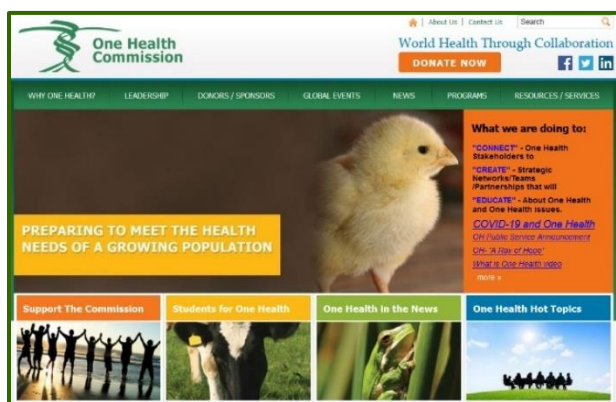 About Us | Contact Us
Search
One Health
Commission
World Health Through Collaboration
DONATE NOW
WHY ONE HEALTH?
LEADERSHIP
DONORS / SPONSORS
GLOBAL EVENTS
NEWS
PROGRAMS
RESOURCES / SERVICES
PREPARING TO MEET THE HEALTH
NEEDS OF A GROWING POPULATION
What we are doing to:
"CONNECT" - One Health
Stakeholders to
"CREATE" - Strategic
Networks/Teams
/Partnerships that will
"EDUCATE" - About One Health
and One Health issues.
COVID-19 and One Health
OH Public Service Announcement
OH- "A Ray of Hope"
What is One Health video
more »
Support The Commission
Students for One Health
One Health in the News
One Health Hot Topics